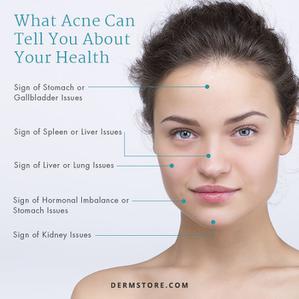 What Acne Can
Tell You About
Your Health
Sign of Stomach or
Gallbladder Issues
Sign of Spleen or Liver Issues
Sign of Liver or Lung Issues
Sign of Hormonal Imbalance or
Stomach Issues
Sign of Kidney Issues
DERMSTORE.COM